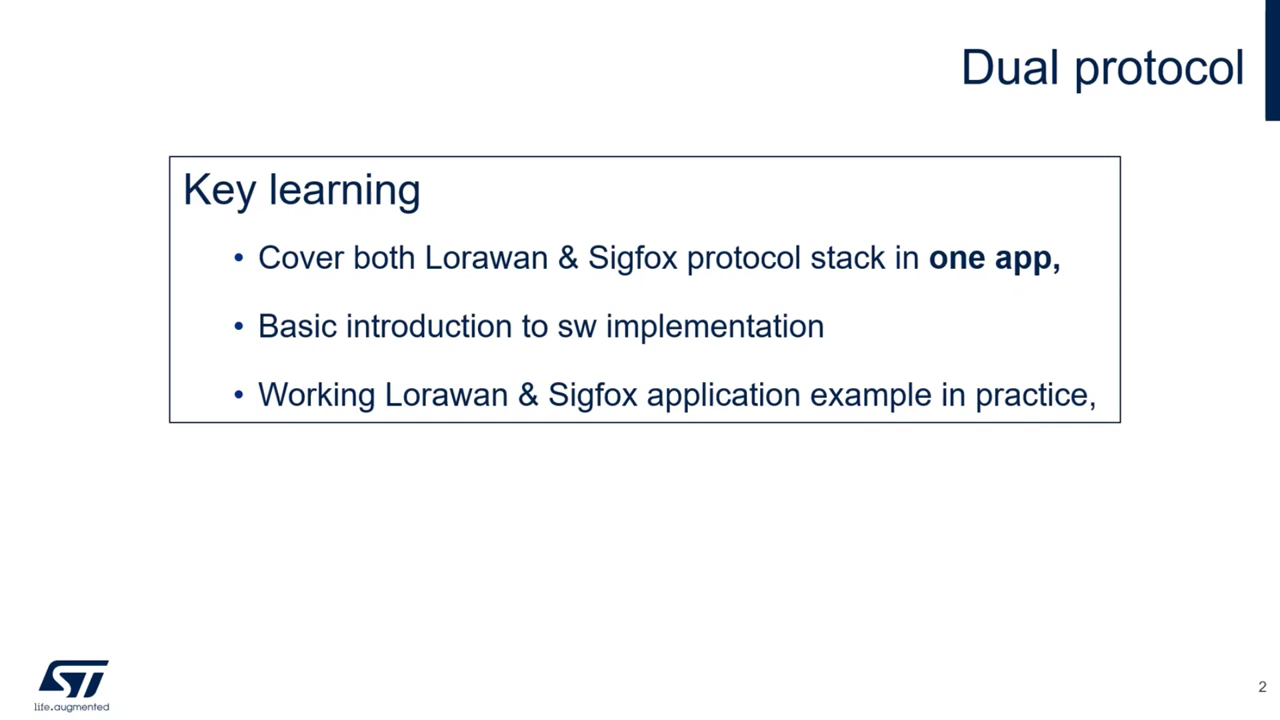 Dual protocol
Key learning
• Cover both Lorawan & Sigfox protocol stack in one app,
• Basic introduction to sw implementation
• Working Lorawan & Sigfox application example in practice,
ST
life.augmented
2